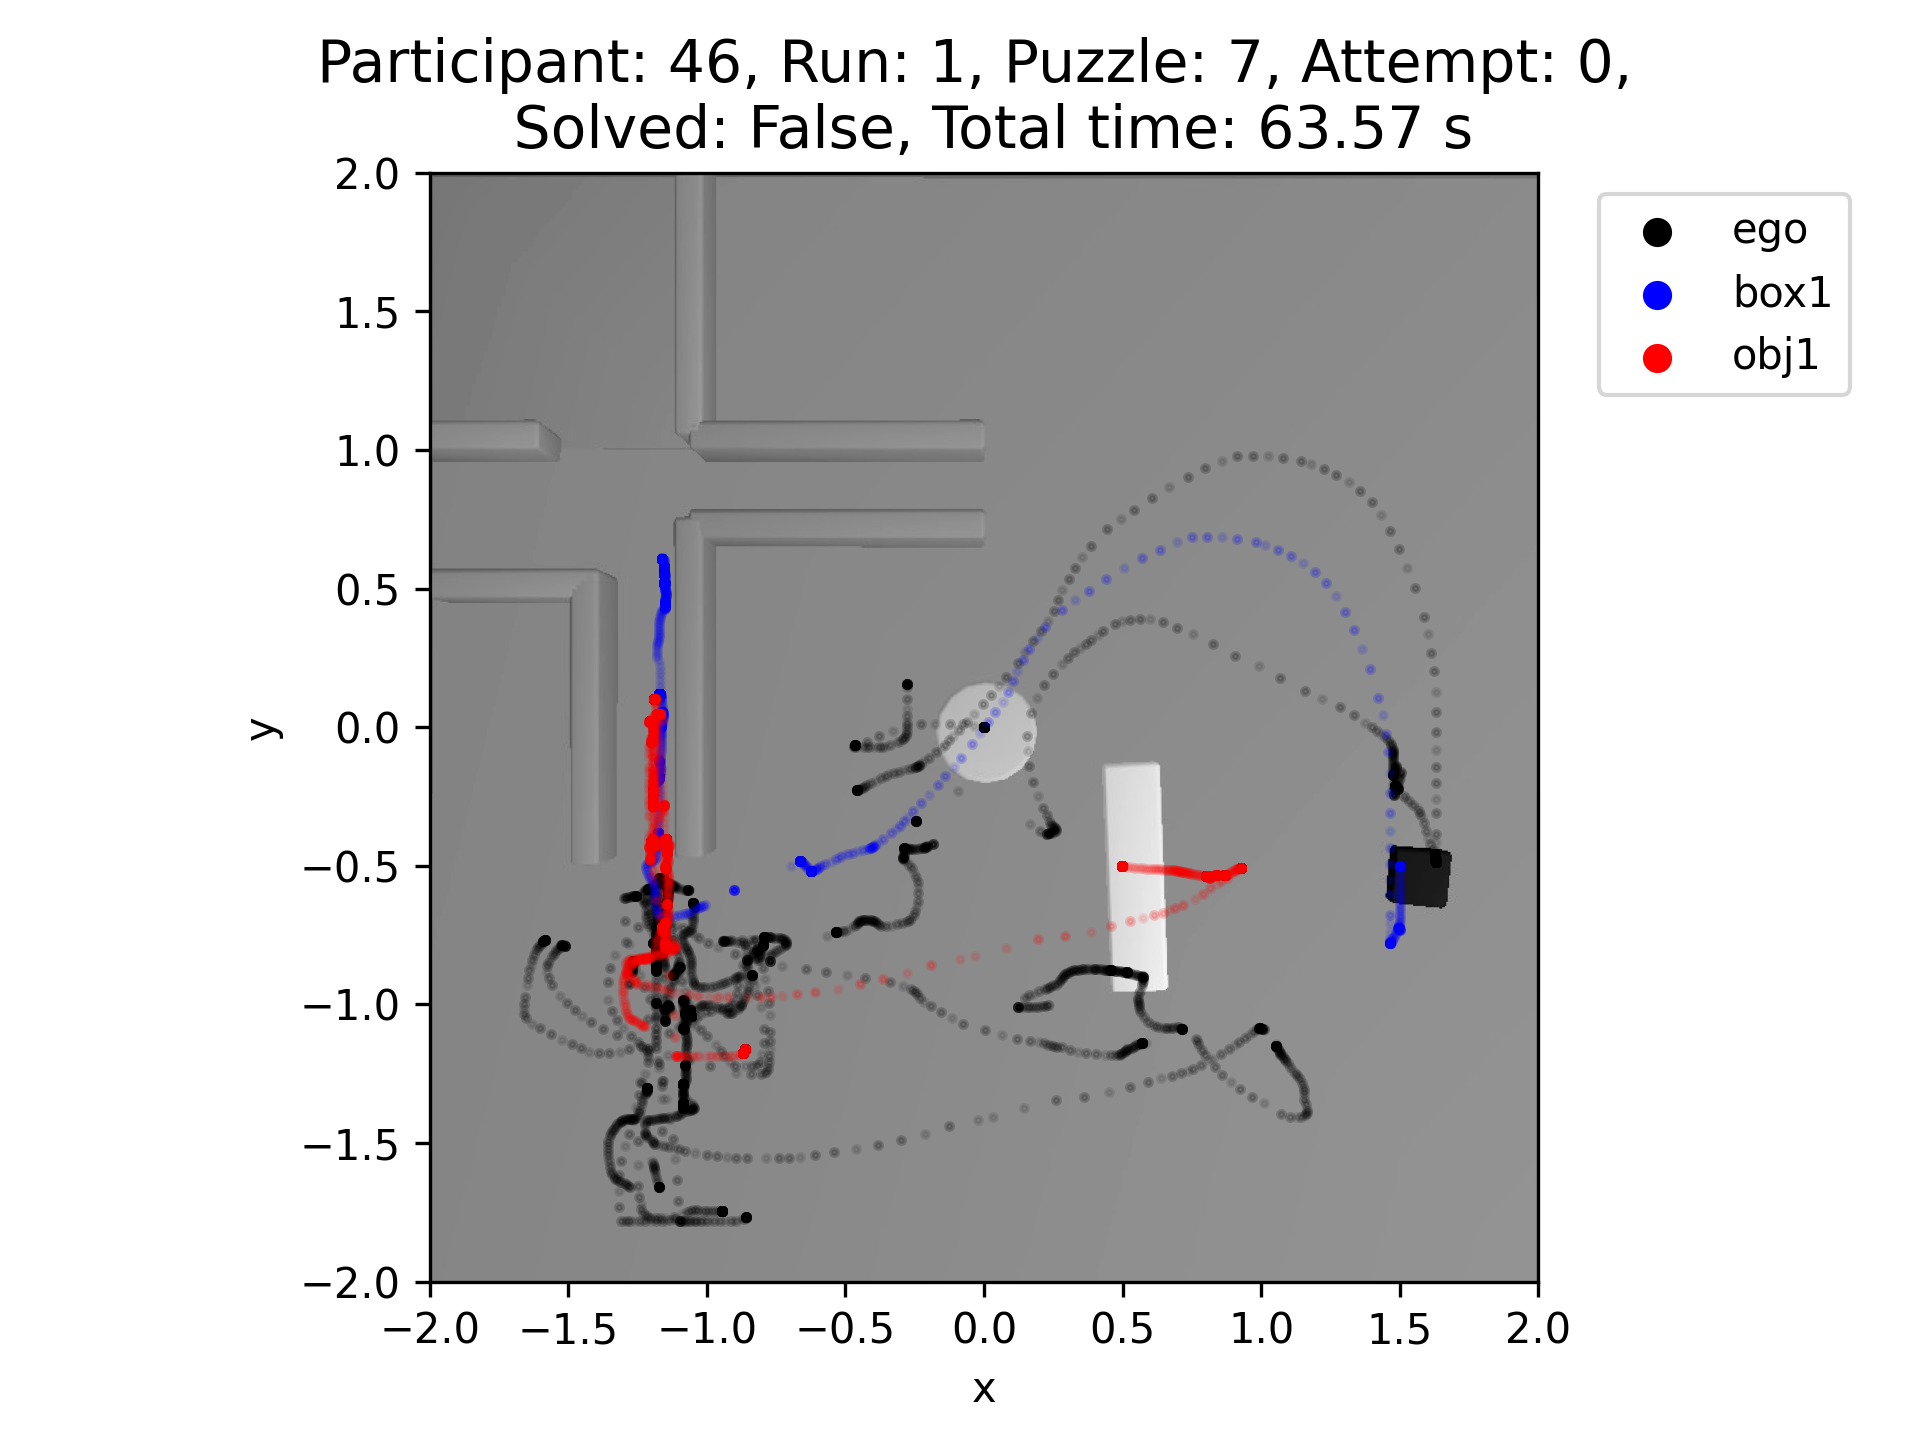 Participant: 46, Run: 1, Puzzle: 7, Attempt: 0,
Solved: False, Total time: 63.57 s
ego
box1
obj1
2.0
1.5
1.0
0.5
0.0
−0.5
−1.0
−1.5
−2.0
y
−2.0 −1.5 −1.0 −0.5 0.0 0.5 1.0 1.5 2.0
x